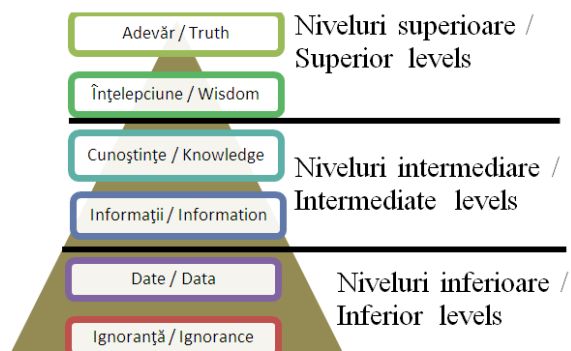 Adevăr / Truth
Niveluri superioare /
Superior levels
Înțelepciune / Wisdom
Cunoștințe / Knowledge
Niveluri intermediare /
Intermediate levels
Informații / Information
Date / Data
Niveluri inferioare /
Inferior levels
Ignoranță / Ignorance